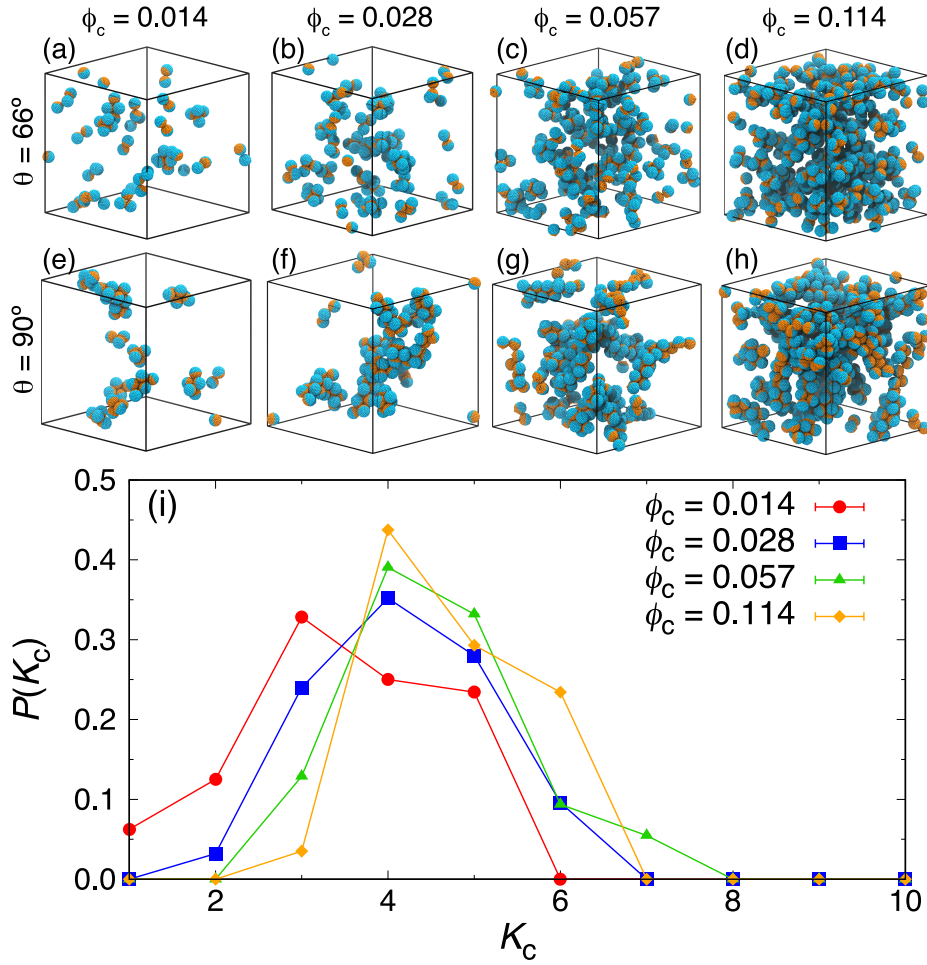 ϕc = 0.014 ϕc = 0.028 ϕc = 0.057 ϕc = 0.114
(a) (b) (c) (d)
θ = 66º
(e) (f) (g) (h)
θ = 90º
(i)
ϕc = 0.014
ϕc = 0.028
ϕc = 0.057
ϕc = 0.114
0.5
0.4
0.3
0.2
0.1
0.0
P(Kc)
2 4 6 8 10
Kc